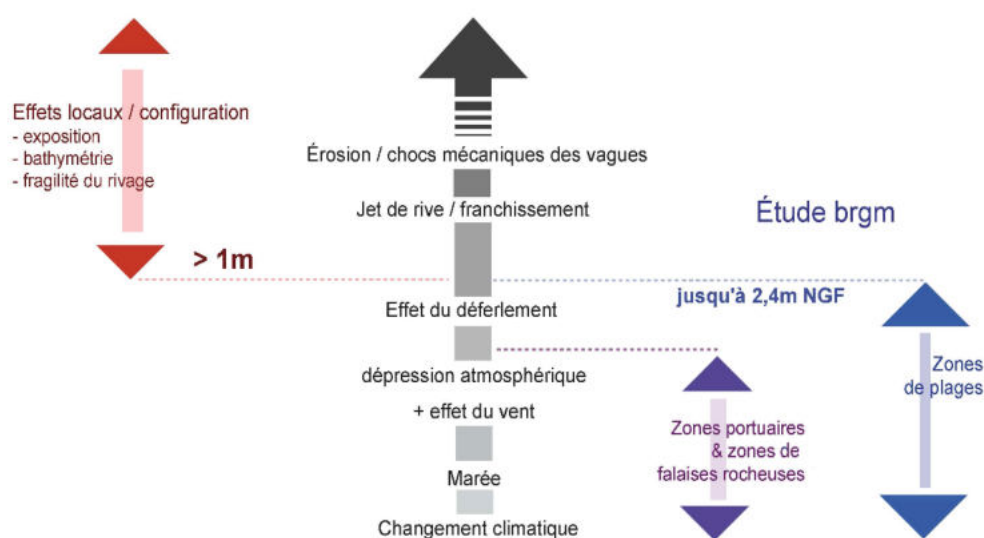 Effets locaux / configuration
- exposition
- bathymétrie
- fragilité du rivage
> 1m
Érosion / chocs mécaniques des vagues
Jet de rive / franchissement
Effet du déferlement
dépression atmosphérique
+ effet du vent
Marée
Changement climatique
Étude brgm
jusqu'à 2,4m NGF
Zones portuaires
& zones de
falaises rocheuses
Zones
de plages